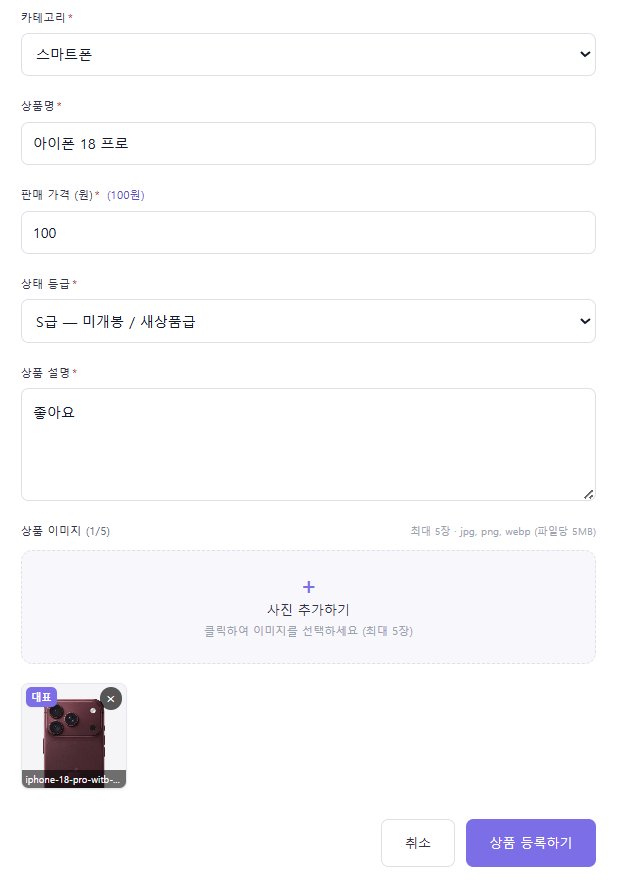 카테고리*
스마트폰
상품명*
아이폰 18 프로
판매 가격 (원)* (100원)
100
상태 등급*
S급 — 미개봉 / 새상품급
상품 설명*
좋아요
상품 이미지 (1/5)
최대 5장 · jpg, png, webp (파일당 5MB)
+
사진 추가하기
클릭하여 이미지를 선택하세요 (최대 5장)
대표
×
iphone-18-pro-witb-...
취소
상품 등록하기